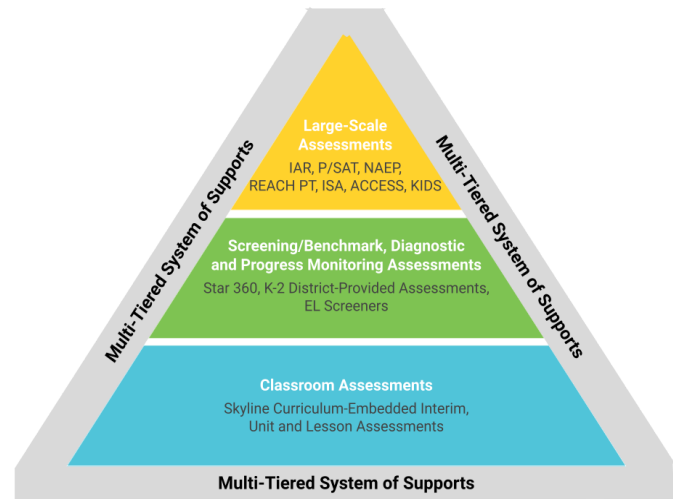 Large-Scale
Assessments
IAR, P/SAT, NAEP,
REACH PT, ISA, ACCESS, KIDS
Multi-Tiered System of Supports
Multi-Tiered System of Supports
Screening/Benchmark, Diagnostic
and Progress Monitoring Assessments
Star 360, K-2 District-Provided Assessments,
EL Screeners
Classroom Assessments
Skyline Curriculum-Embedded Interim,
Unit and Lesson Assessments
Multi-Tiered System of Supports